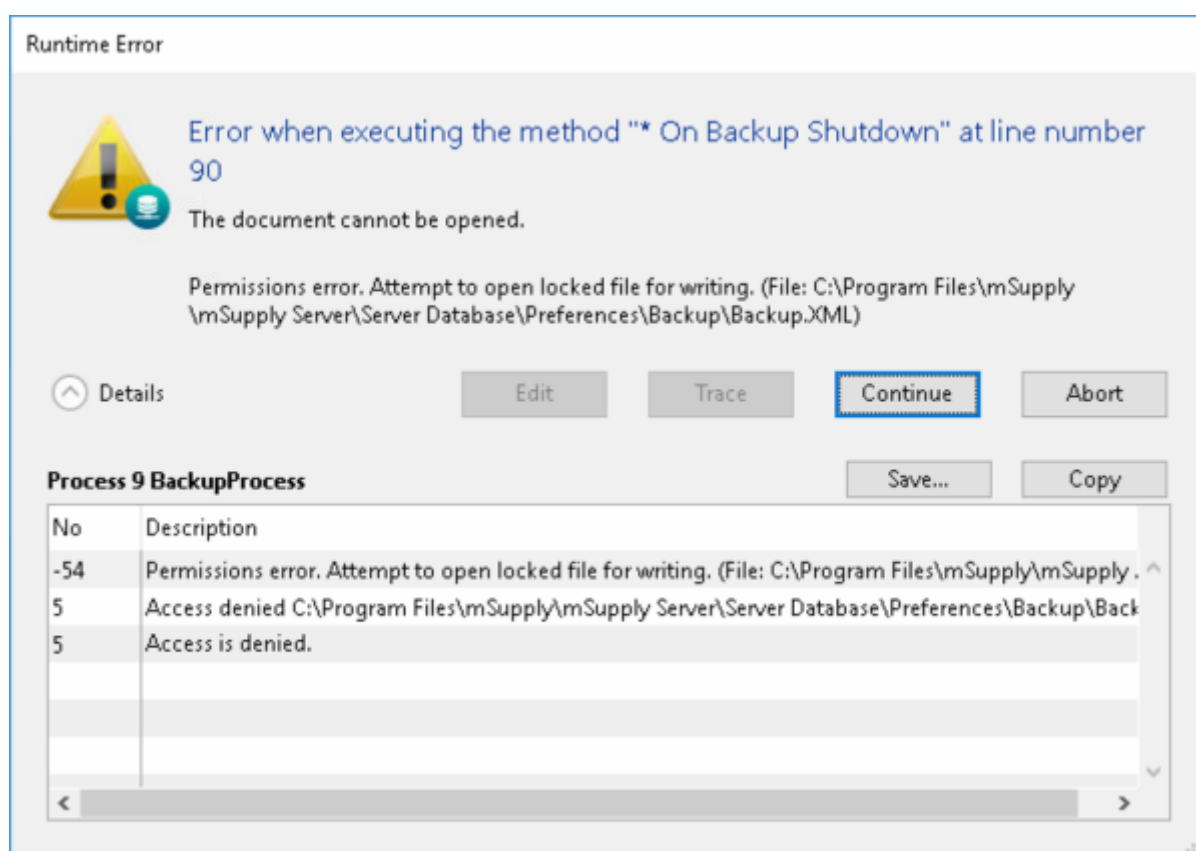 Runtime Error
Error when executing the method "* On Backup Shutdown" at line number
90
The document cannot be opened.
Permissions error. Attempt to open locked file for writing. (File: C:\Program Files\mSupply
\mSupply Server\Server Database\Preferences\Backup\Backup.XML)
Details Edit Trace Continue Abort
Process 9 BackupProcess Save... Copy
No Description
-54 Permissions error. Attempt to open locked file for writing. (File: C:\Program Files\mSupply\mSupply .
5 Access denied C:\Program Files\mSupply\mSupply Server\Server Database\Preferences\Backup\Back
5 Access is denied.